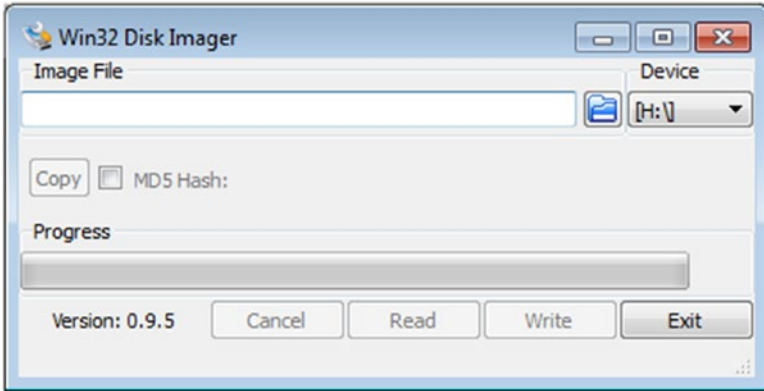 Win32 Disk Imager
Image File
Device
[H:\]
Copy
MD5 Hash:
Progress
Version: 0.9.5
Cancel
Read
Write
Exit